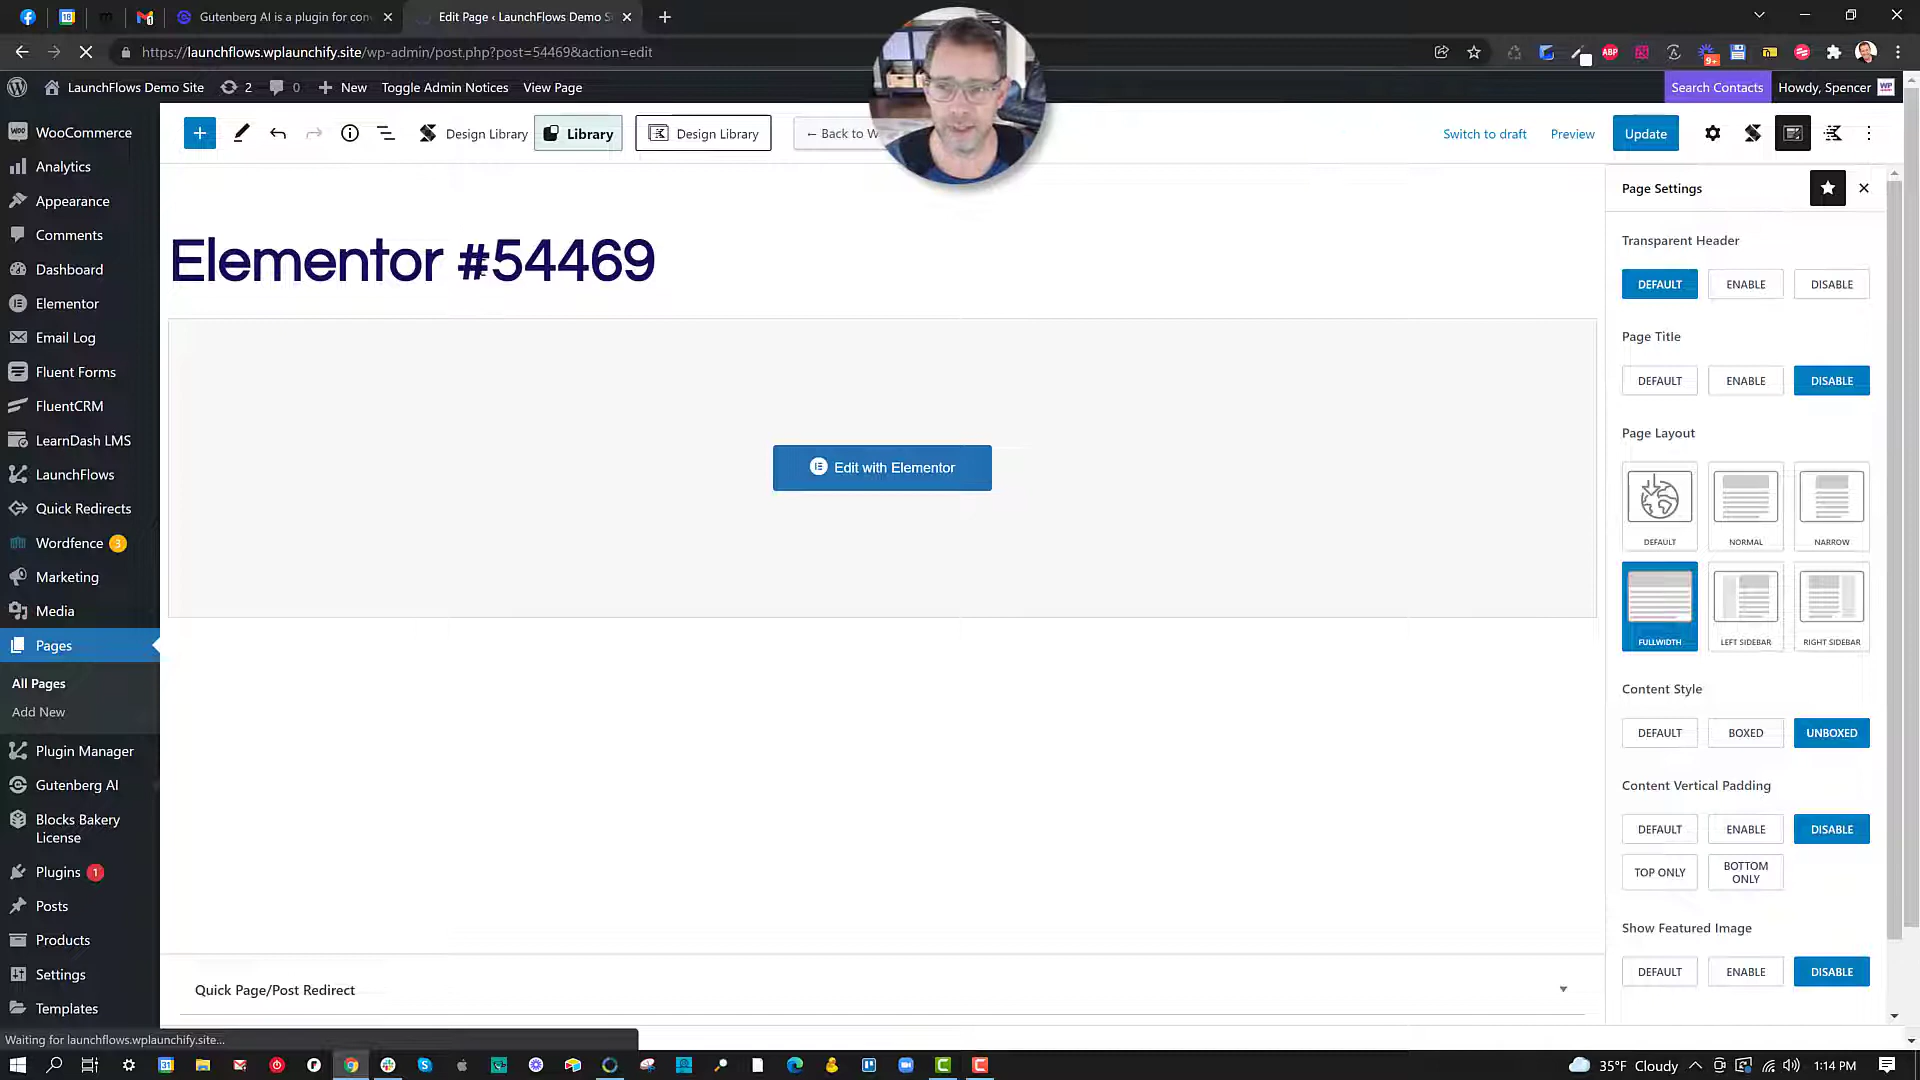 Gutenberg AI is a plugin for con
Edit Page ‹ LaunchFlows Demo S
https://launchflows.wplaunchify.site/wp-admin/post.php?post=54469&action=edit
ABP
9+
LaunchFlows Demo Site
2
0
New
Toggle Admin Notices
View Page
Search Contacts
Howdy, Spencer
WP
WooCommerce
Analytics
Appearance
Comments
Dashboard
Elementor
Email Log
Fluent Forms
FluentCRM
LearnDash LMS
LaunchFlows
Quick Redirects
Wordfence 3
Marketing
Media
Pages
All Pages
Add New
Plugin Manager
Gutenberg AI
Blocks Bakery
License
Plugins 1
Posts
Products
Settings
Templates
Design Library
Library
Design Library
← Back to W
Switch to draft
Preview
Update
Elementor #54469
Edit with Elementor
Quick Page/Post Redirect
Page Settings
Transparent Header
DEFAULT ENABLE DISABLE
Page Title
DEFAULT ENABLE DISABLE
Page Layout
DEFAULT NORMAL NARROW
FULLWIDTH LEFT SIDEBAR RIGHT SIDEBAR
Content Style
DEFAULT BOXED UNBOXED
Content Vertical Padding
DEFAULT ENABLE DISABLE
TOP ONLY BOTTOM
ONLY
Show Featured Image
DEFAULT ENABLE DISABLE
Waiting for launchflows.wplaunchify.site...
35°F Cloudy
1:14 PM